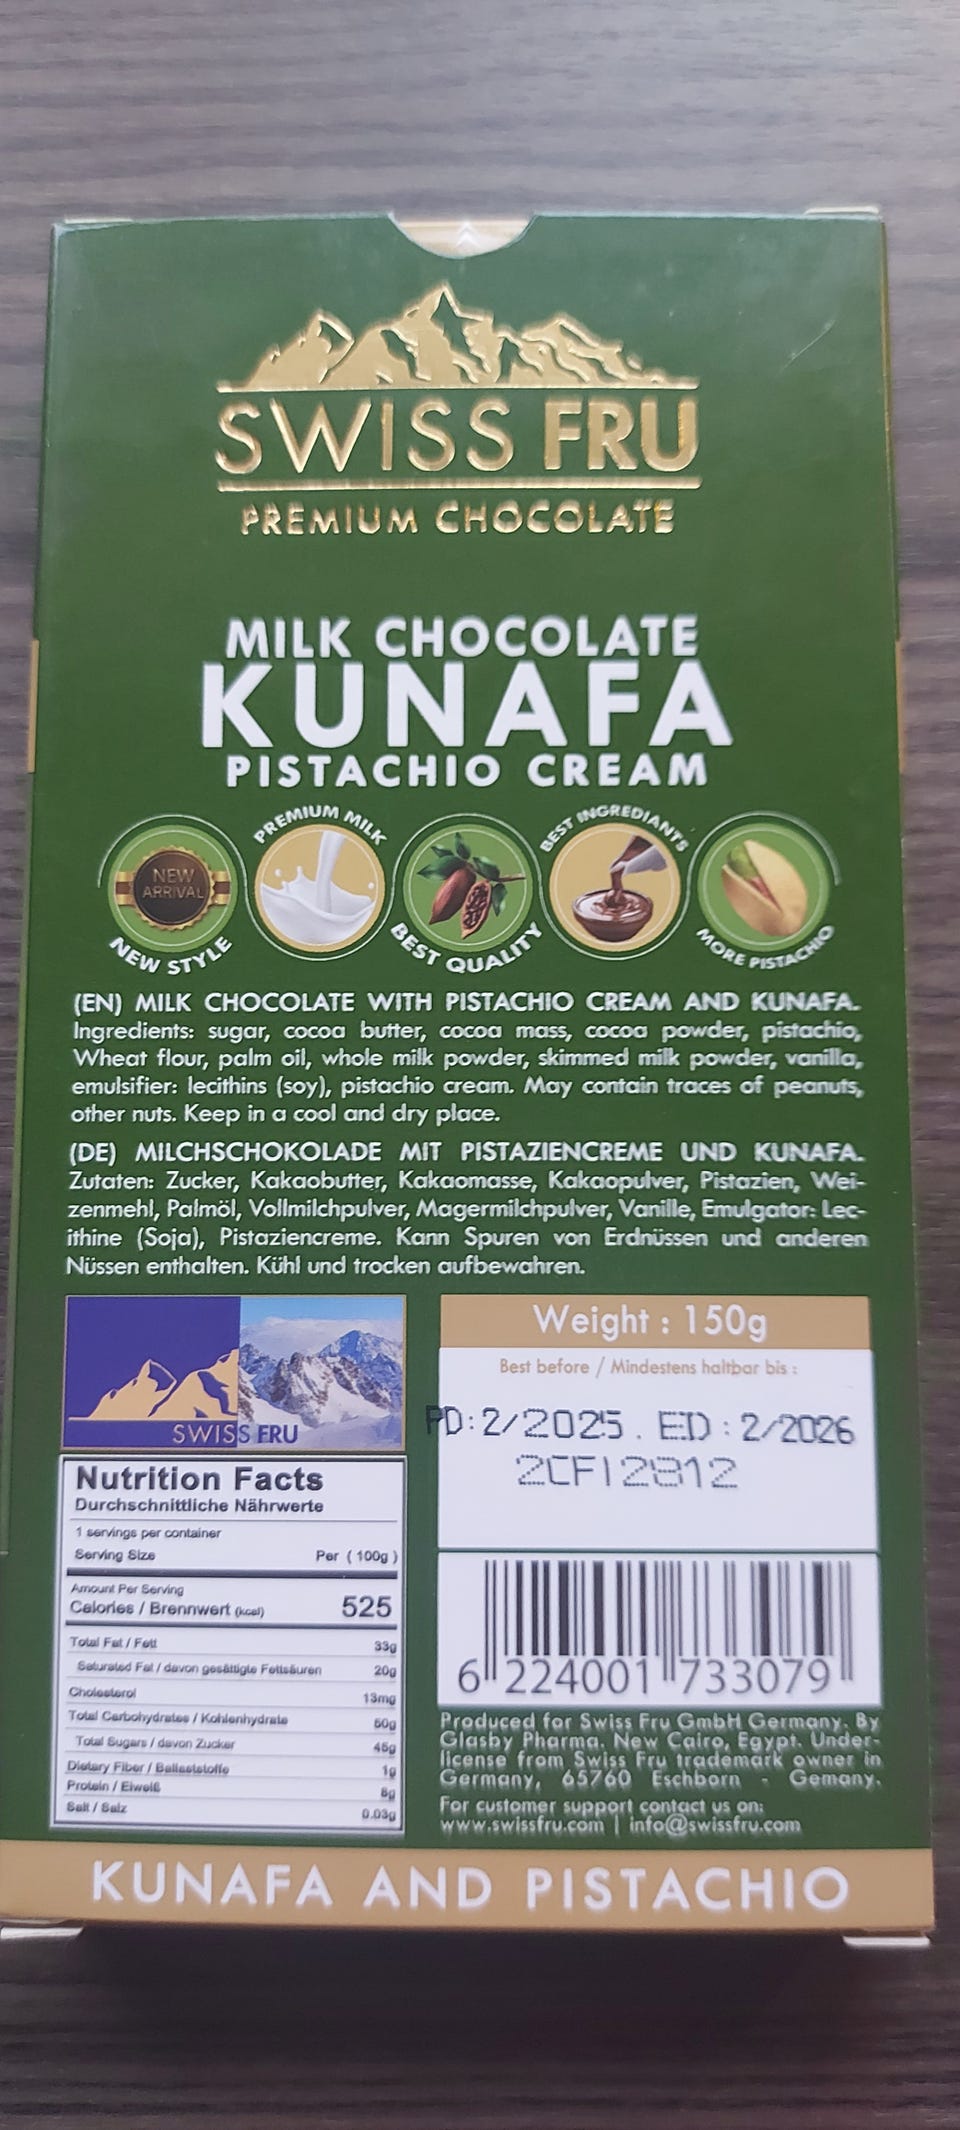 SWISS FRU
PREMIUM CHOCOLATE
MILK CHOCOLATE
KUNAFA
PISTACHIO CREAM
NEW ARRIVAL
NEW STYLE
PREMIUM MILK
BEST QUALITY
BEST INGREDIANTS
MORE PISTACHIO
(EN) MILK CHOCOLATE WITH PISTACHIO CREAM AND KUNAFA.
Ingredients: sugar, cocoa butter, cocoa mass, cocoa powder, pistachio,
Wheat flour, palm oil, whole milk powder, skimmed milk powder, vanilla,
emulsifier: lecithins (soy), pistachio cream. May contain traces of peanuts,
other nuts. Keep in a cool and dry place.
(DE) MILCHSCHOKOLADE MIT PISTAZIENCREME UND KUNAFA.
Zutaten: Zucker, Kakaobutter, Kakaomasse, Kakaopulver, Pistazien, Wei-
zenmehl, Palmöl, Vollmilchpulver, Magermilchpulver, Vanille, Emulgator: Lec-
ithine (Soja), Pistaziencreme. Kann Spuren von Erdnüssen und anderen
Nüssen enthalten. Kühl und trocken aufbewahren.
SWISS FRU
Nutrition Facts
Durchschnittliche Nährwerte
1 servings per container
Serving Size Per ( 100g )
Amount Per Serving
Calories / Brennwert (kcal) 525
Total Fat / Fett 33g
Saturated Fat / davon gesättigte Fettsäuren 20g
Cholesterol 13mg
Total Carbohydrates / Kohlenhydrate 50g
Total Sugars / davon Zucker 45g
Dietary Fiber / Ballaststoffe 1g
Protein / Eiweiß 8g
Salt / Salz 0.03g
Weight : 150g
Best before / Mindestens haltbar bis :
PD:2/2025. ED:2/2026
2CF12812
6 224001 733079
Produced for Swiss Fru GmbH Germany. By
Glasby Pharma. New Cairo, Egypt. Under-
license from Swiss Fru trademark owner in
Germany, 65760 Eschborn - Gemany.
For customer support contact us on:
www.swissfru.com | info@swissfru.com
KUNAFA AND PISTACHIO